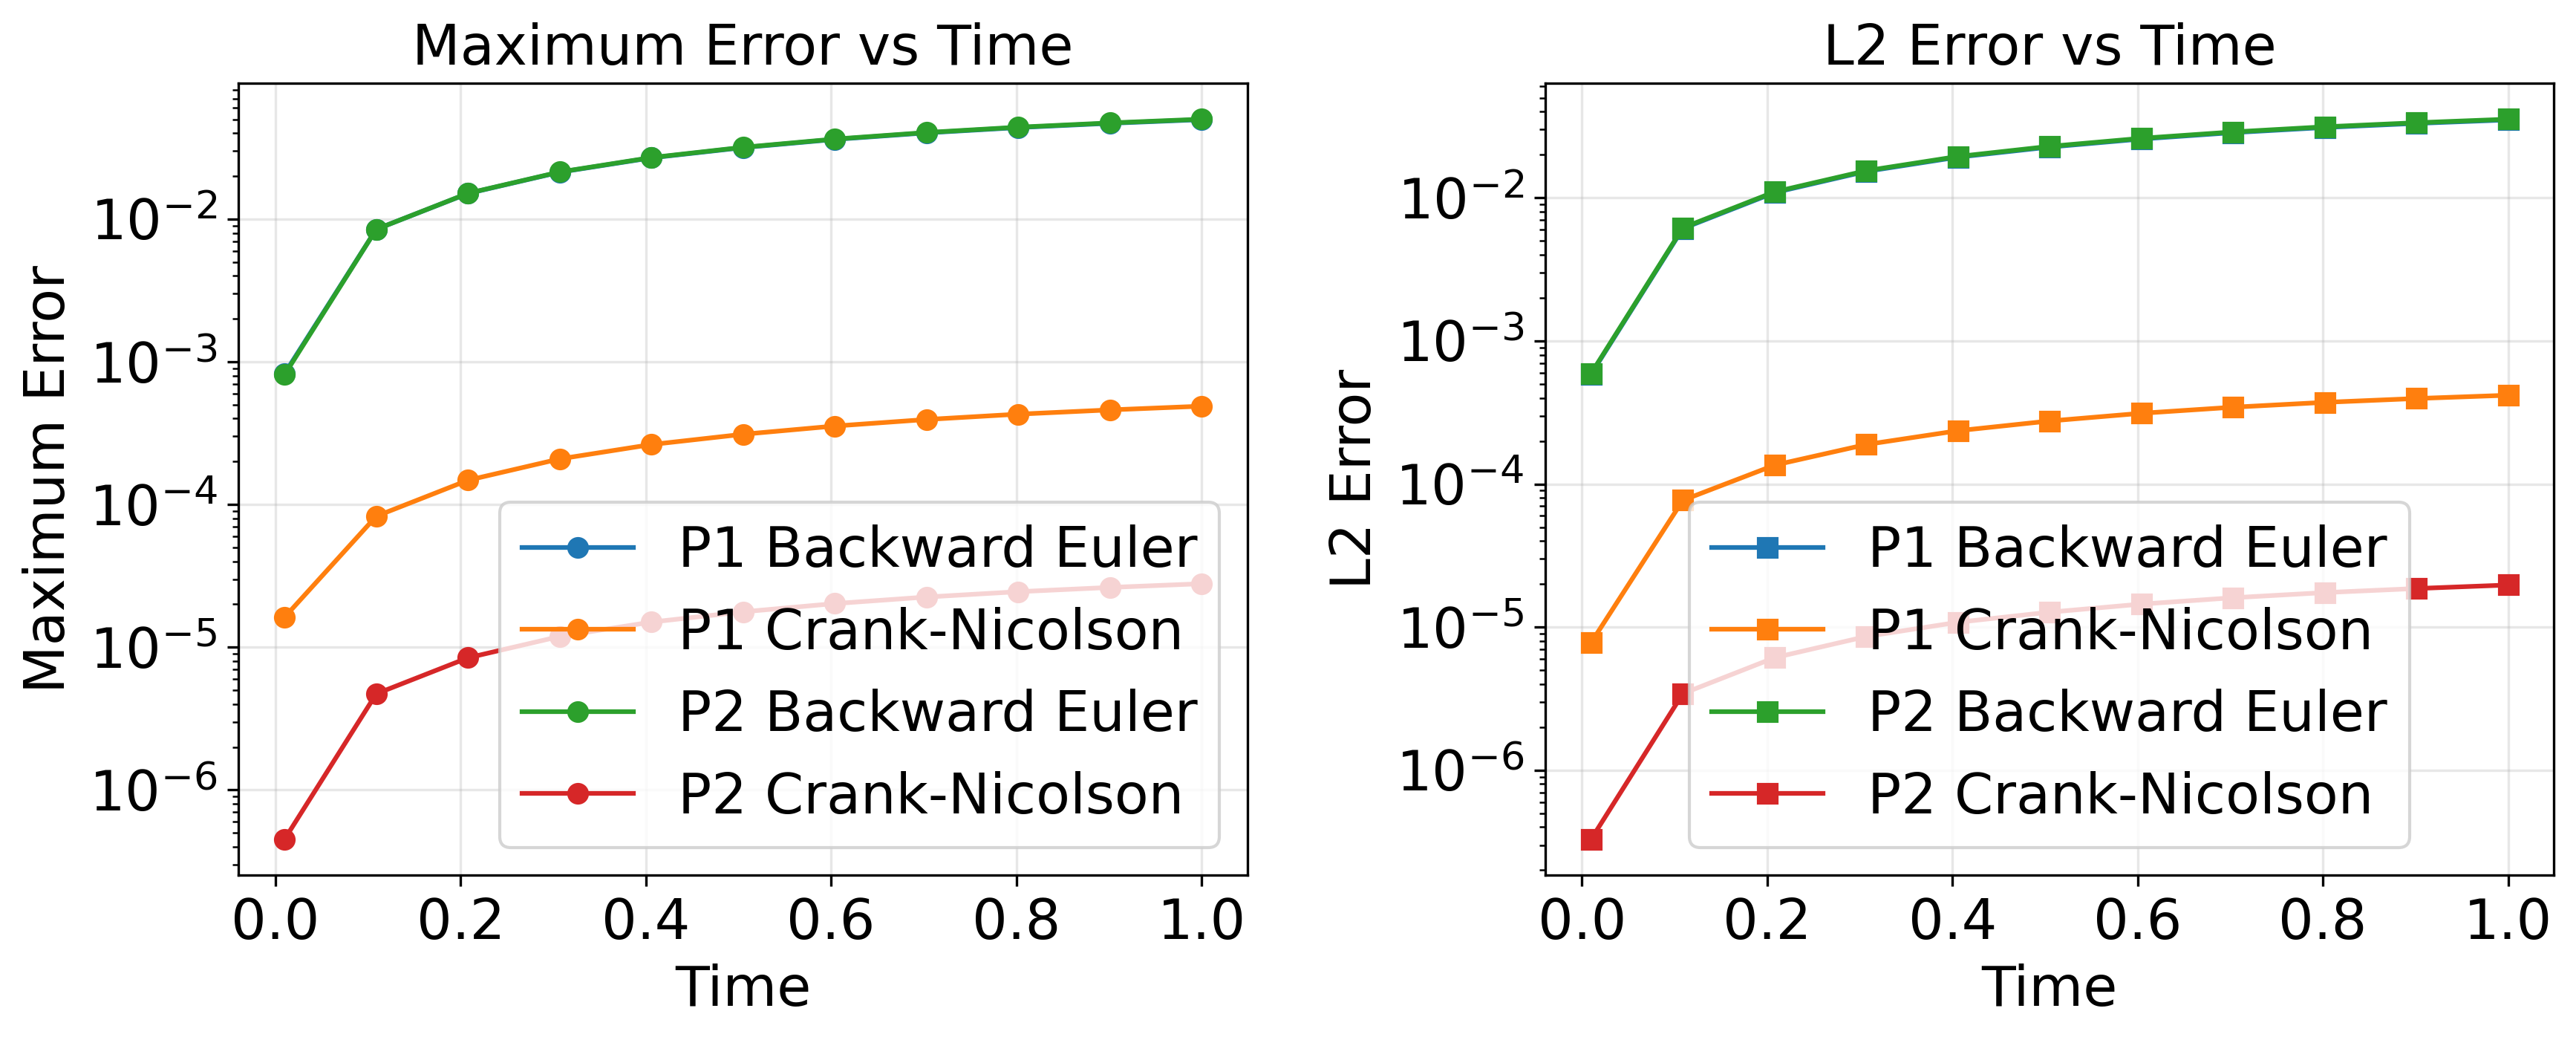 Maximum Error vs Time
Maximum Error
10⁻²
10⁻³
10⁻⁴
10⁻⁵
10⁻⁶
P1 Backward Euler
P1 Crank-Nicolson
P2 Backward Euler
P2 Crank-Nicolson
0.0 0.2 0.4 0.6 0.8 1.0
Time
L2 Error vs Time
L2 Error
10⁻²
10⁻³
10⁻⁴
10⁻⁵
10⁻⁶
P1 Backward Euler
P1 Crank-Nicolson
P2 Backward Euler
P2 Crank-Nicolson
0.0 0.2 0.4 0.6 0.8 1.0
Time